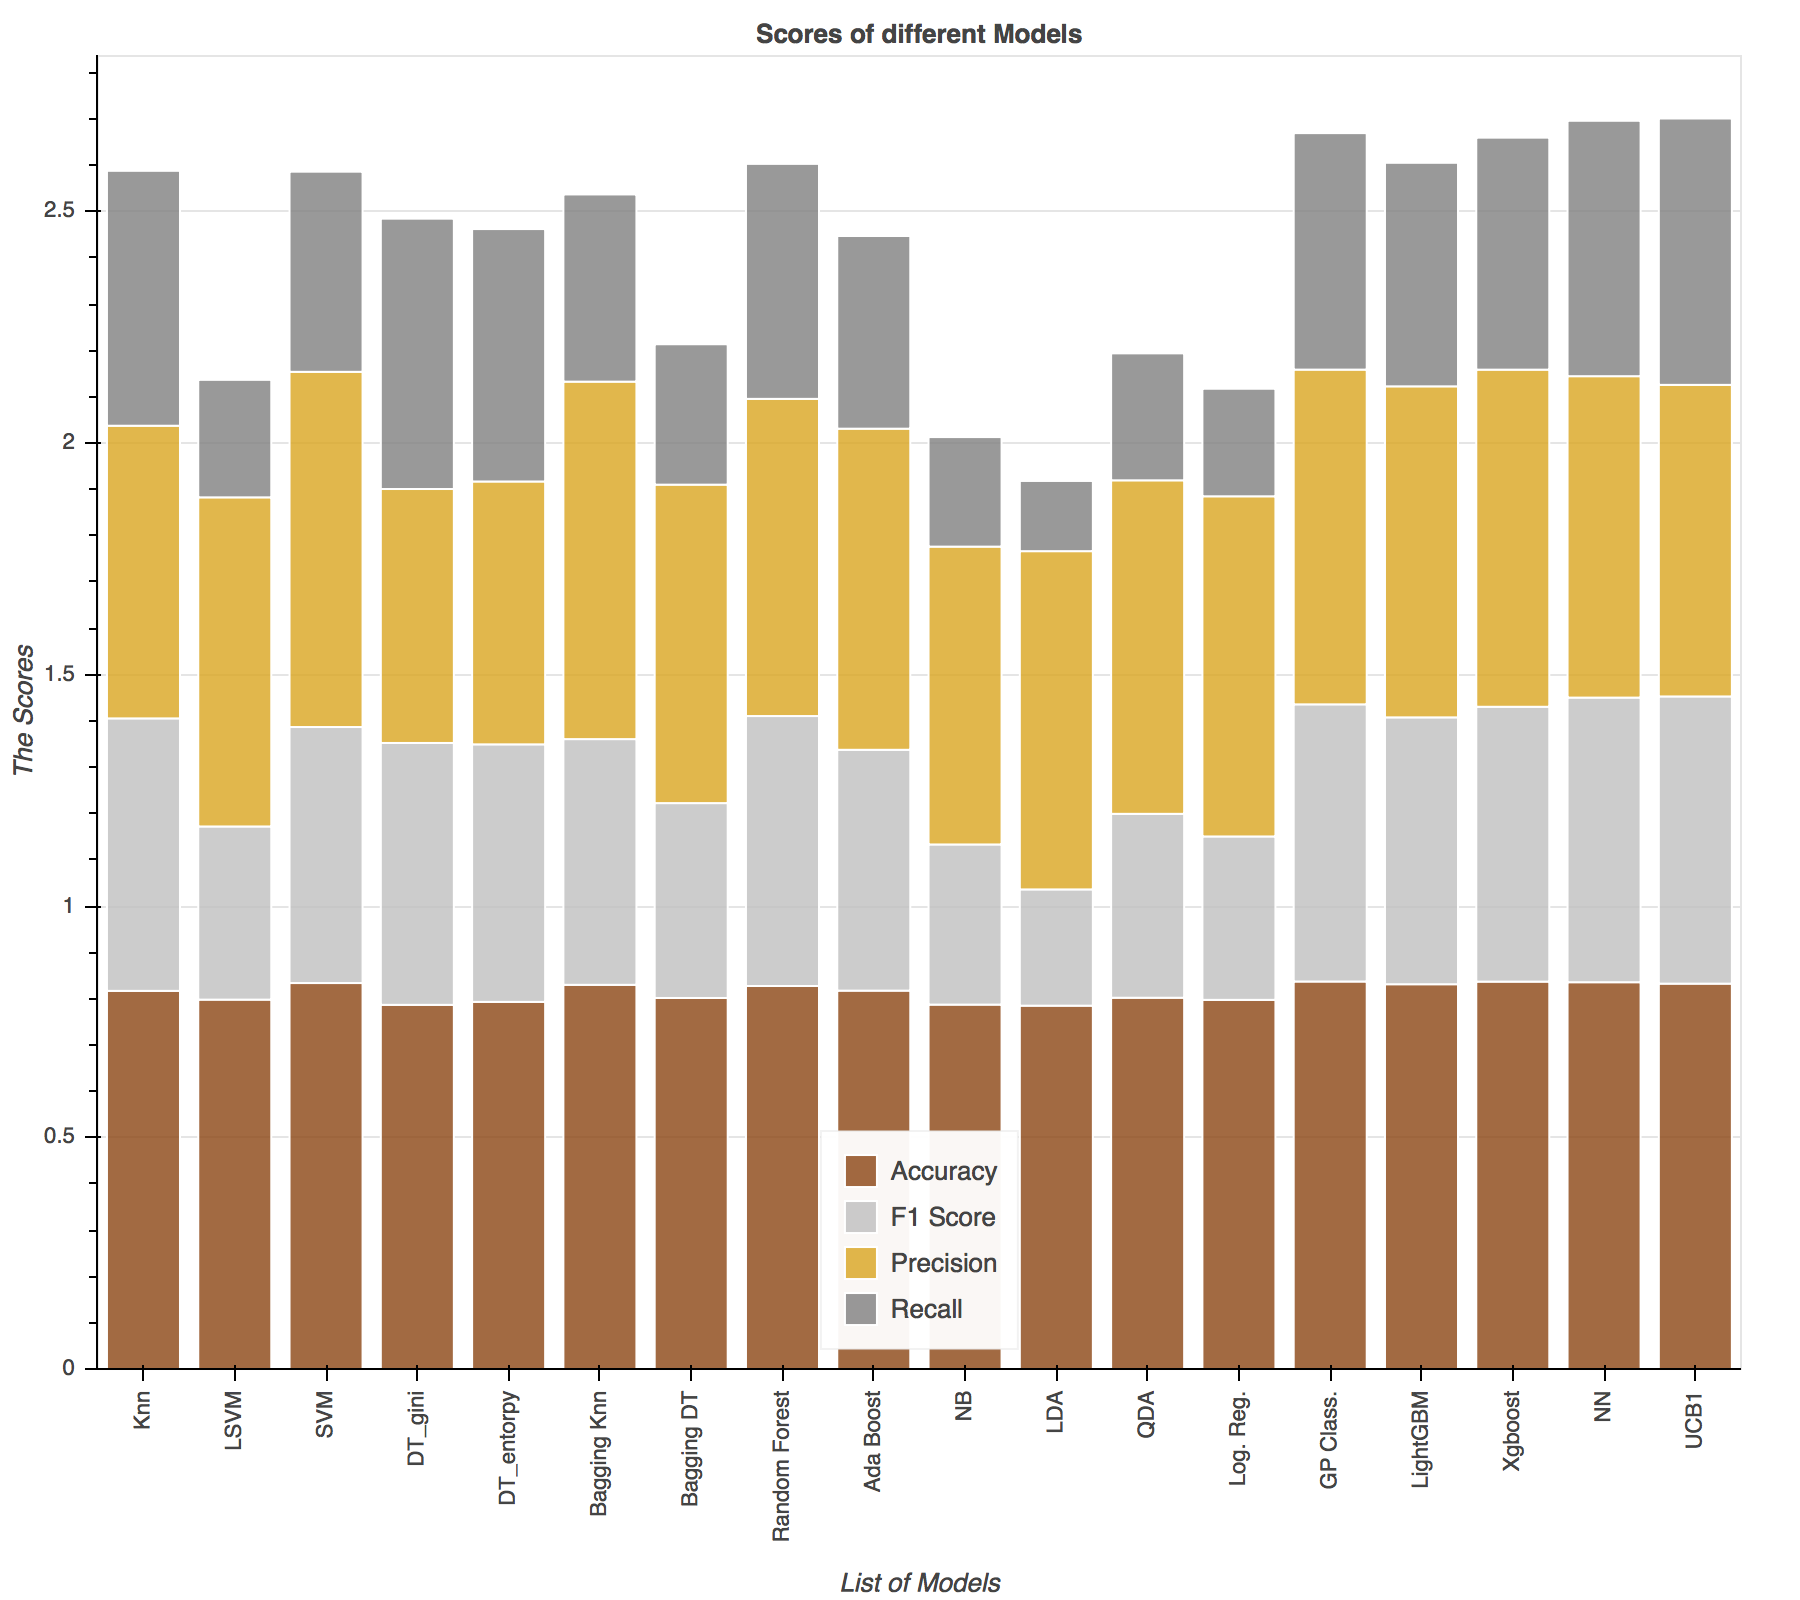 Scores of different Models
The Scores
2.5
2
1.5
1
0.5
0
Accuracy
F1 Score
Precision
Recall
Knn
LSVM
SVM
DT_gini
DT_entorpy
Bagging Knn
Bagging DT
Random Forest
Ada Boost
NB
LDA
QDA
Log. Reg.
GP Class.
LightGBM
Xgboost
NN
UCB1
List of Models